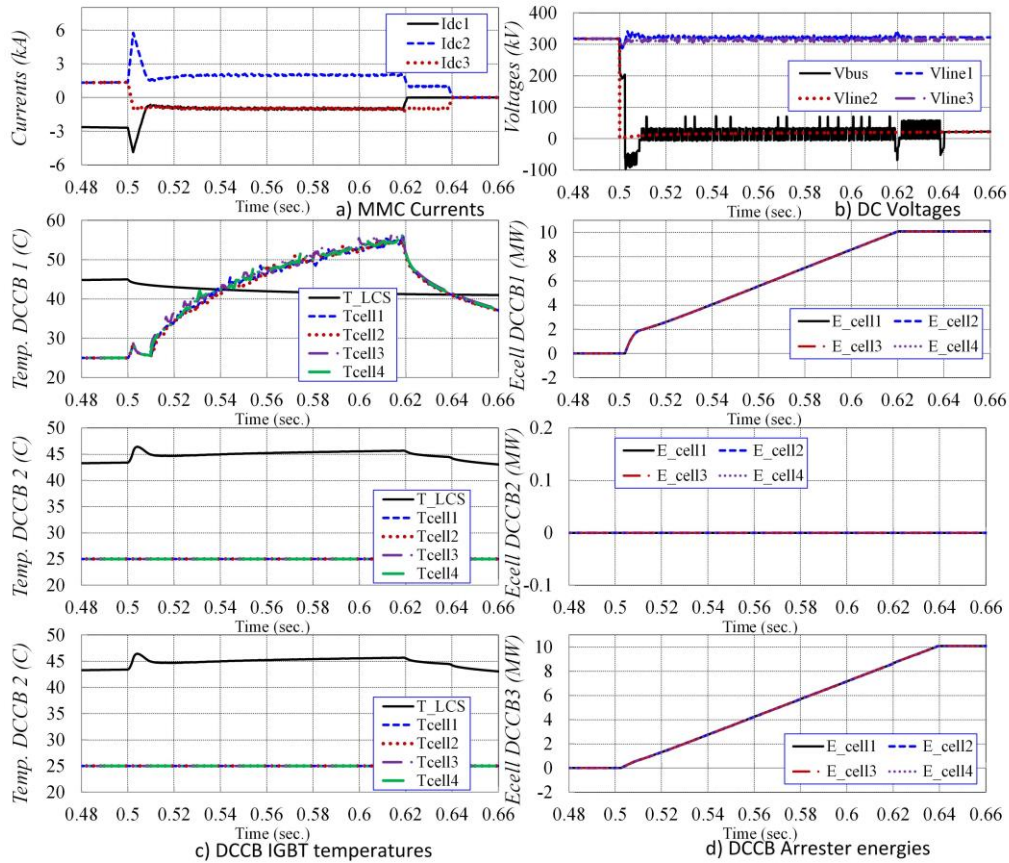 Currents (kA)
6
3
0
-3
-6
Idc1
Idc2
Idc3
0.48 0.5 0.52 0.54 0.56 0.58 0.6 0.62 0.64 0.66
Time (sec.)
a) MMC Currents
Voltages (kV)
400
300
200
100
0
-100
Vbus Vline1
Vline2 Vline3
0.48 0.5 0.52 0.54 0.56 0.58 0.6 0.62 0.64 0.66
Time (sec.)
b) DC Voltages
Temp. DCCB 1 (C)
60
50
40
30
20
T_LCS
Tcell1
Tcell2
Tcell3
Tcell4
0.48 0.5 0.52 0.54 0.56 0.58 0.6 0.62 0.64 0.66
Time (sec.)
Ecell DCCB1 (MW)
10
8
6
4
2
0
-2
E_cell1 E_cell2
E_cell3 E_cell4
0.48 0.5 0.52 0.54 0.56 0.58 0.6 0.62 0.64 0.66
Time (sec.)
Temp. DCCB 2 (C)
50
45
40
35
30
25
20
T_LCS
Tcell1
Tcell2
Tcell3
Tcell4
0.48 0.5 0.52 0.54 0.56 0.58 0.6 0.62 0.64 0.66
Time (sec.)
Ecell DCCB2 (MW)
0.2
0.1
0
-0.1
E_cell1 E_cell2
E_cell3 E_cell4
0.48 0.5 0.52 0.54 0.56 0.58 0.6 0.62 0.64 0.66
Time (sec.)
Temp. DCCB 2 (C)
50
45
40
35
30
25
20
T_LCS
Tcell1
Tcell2
Tcell3
Tcell4
0.48 0.5 0.52 0.54 0.56 0.58 0.6 0.62 0.64 0.66
Time (sec.)
c) DCCB IGBT temperatures
Ecell DCCB3 (MW)
10
8
6
4
2
0
-2
E_cell1 E_cell2
E_cell3 E_cell4
0.48 0.5 0.52 0.54 0.56 0.58 0.6 0.62 0.64 0.66
Time (sec.)
d) DCCB Arrester energies